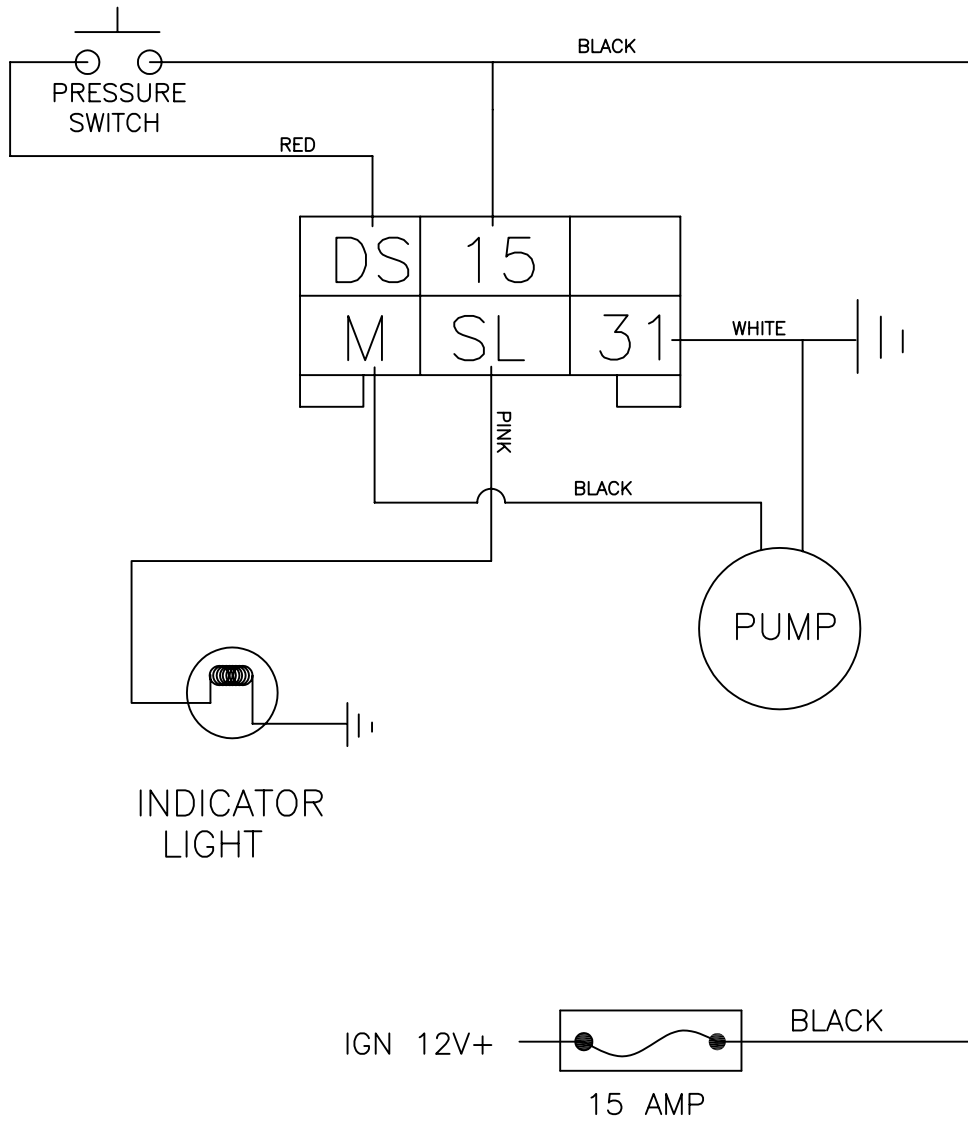 BLACK
PRESSURE
SWITCH
RED
DS 15
M SL 31
WHITE
PINK
BLACK
PUMP
INDICATOR
LIGHT
IGN 12V+
BLACK
15 AMP